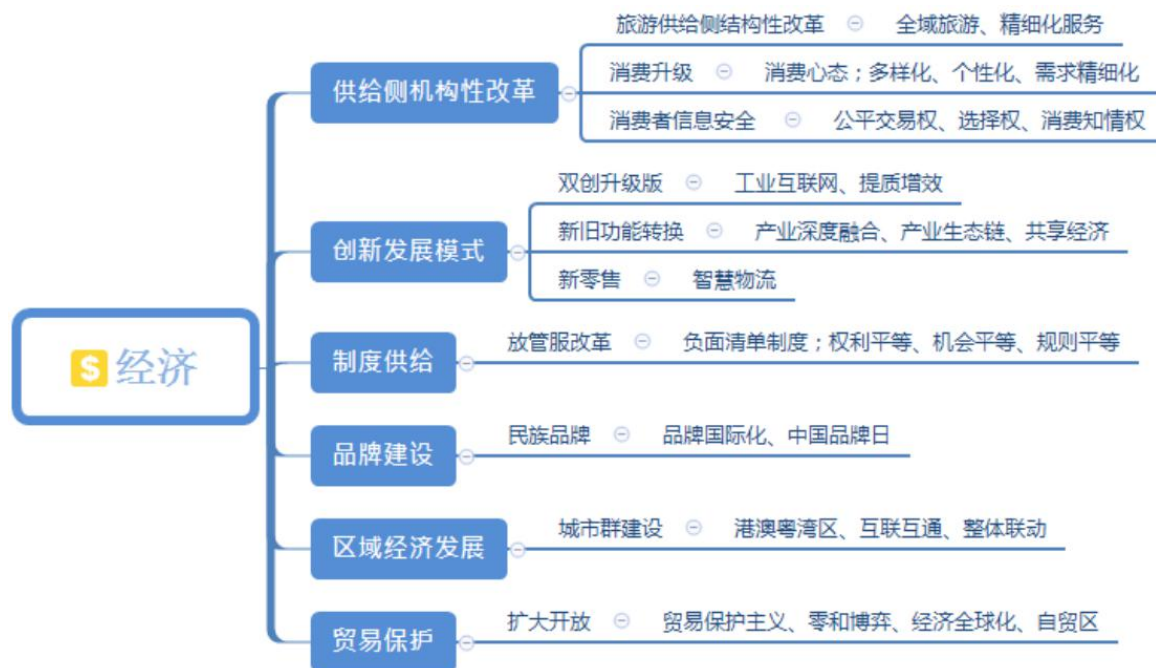 旅游供给侧结构性改革 全域旅游、精细化服务
供给侧机构性改革
消费升级 消费心态；多样化、个性化、需求精细化
消费者信息安全 公平交易权、选择权、消费知情权
双创升级版 工业互联网、提质增效
创新发展模式
新旧功能转换 产业深度融合、产业生态链、共享经济
新零售 智慧物流
$ 经济
制度供给
放管服改革 负面清单制度；权利平等、机会平等、规则平等
品牌建设
民族品牌 品牌国际化、中国品牌日
区域经济发展
城市群建设 港澳粤湾区、互联互通、整体联动
贸易保护
扩大开放 贸易保护主义、零和博弈、经济全球化、自贸区